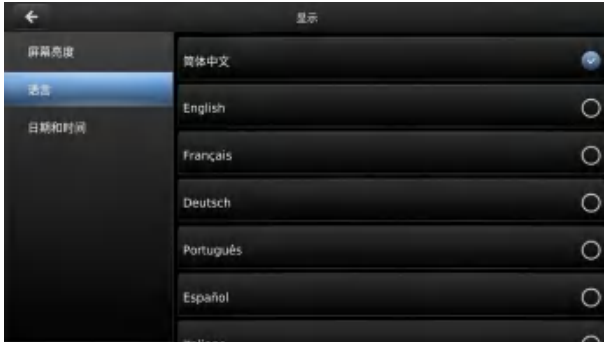 显示
屏幕亮度
语言
日期和时间
简体中文
English
Français
Deutsch
Português
Español
Italiano